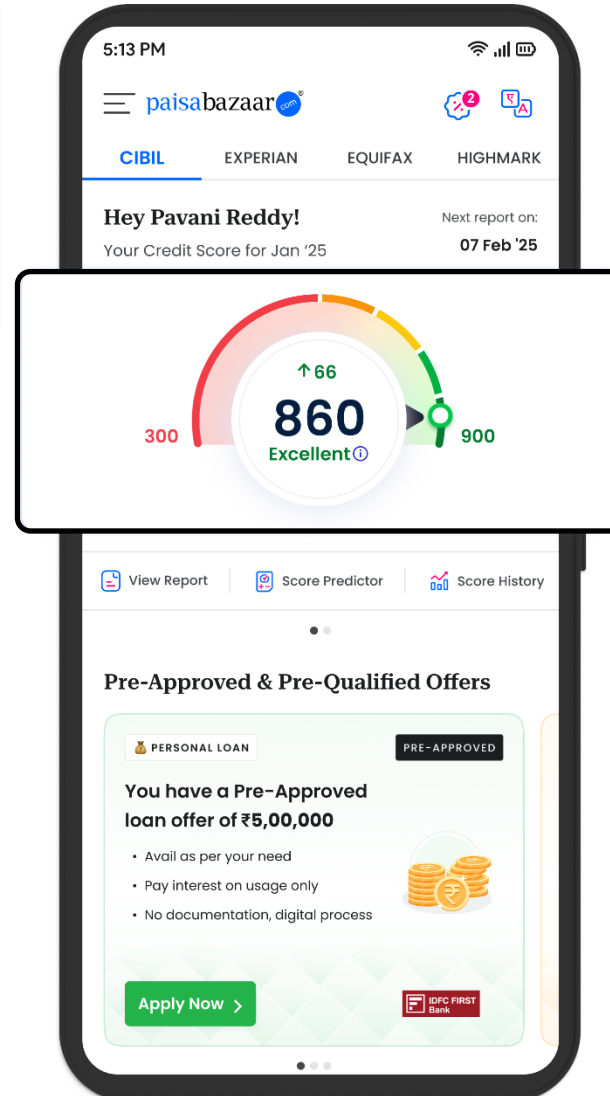 5:13 PM
paisabazaar.com®
2
ए A
CIBIL EXPERIAN EQUIFAX HIGHMARK
Hey Pavani Reddy!
Next report on:
Your Credit Score for Jan ‘25
07 Feb '25
↑ 66
860
Excellent
300
900
View Report Score Predictor Score History
Pre-Approved & Pre-Qualified Offers
PERSONAL LOAN
PRE-APPROVED
You have a Pre-Approved
loan offer of ₹5,00,000
• Avail as per your need
• Pay interest on usage only
• No documentation, digital process
₹
Apply Now >
IDFC FIRST
Bank